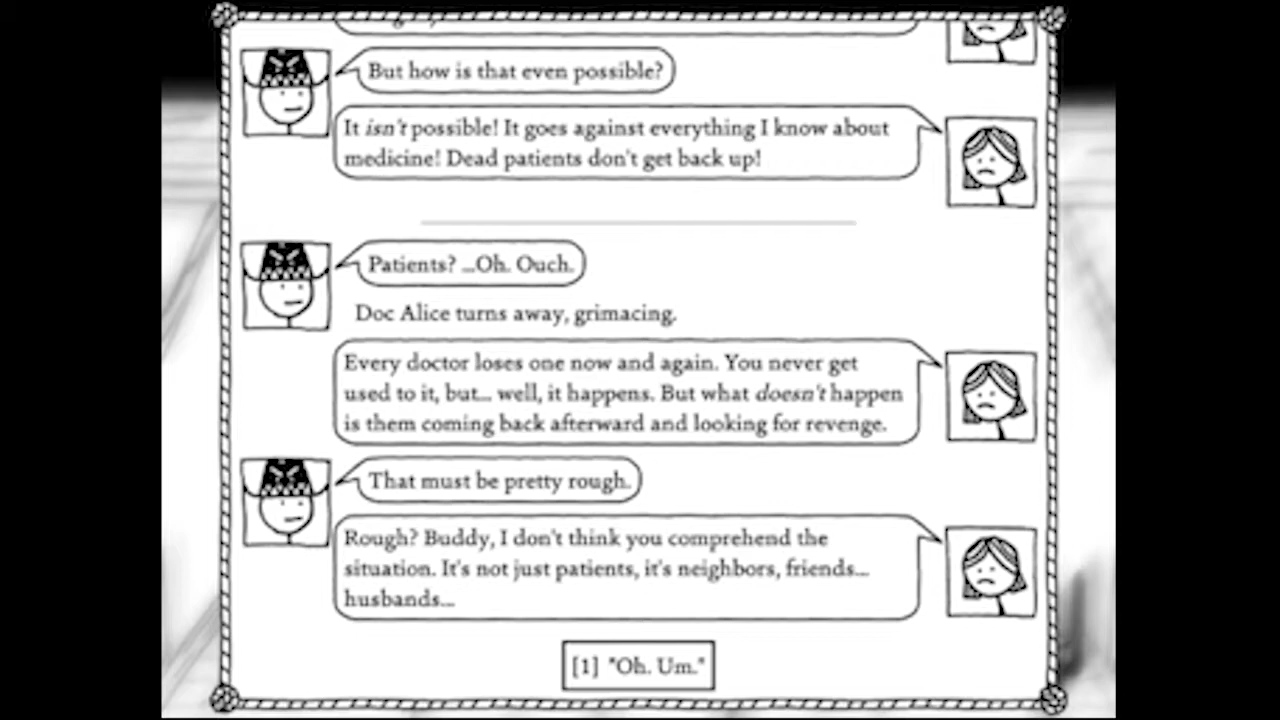 But how is that even possible?
It isn't possible! It goes against everything I know about
medicine! Dead patients don't get back up!
Patients? ...Oh. Ouch.
Doc Alice turns away, grimacing.
Every doctor loses one now and again. You never get
used to it, but... well, it happens. But what doesn't happen
is them coming back afterward and looking for revenge.
That must be pretty rough.
Rough? Buddy, I don't think you comprehend the
situation. It's not just patients, it's neighbors, friends...
husbands...
[1] "Oh. Um."